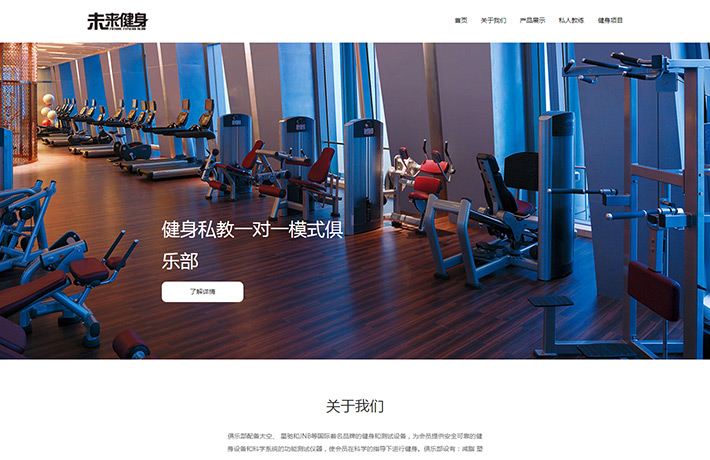 未来健身
首页 关于我们 产品展示 私人教练 健身项目
健身私教一对一模式俱
乐部
了解详情
关于我们
俱乐部配备太空、星驰和JNB等国际著名品牌的健身和测试设备，为会员提供安全可靠的健
身设备和科学系统的功能测试仪器，使会员在科学的指导下进行健身。俱乐部设有：减脂 塑